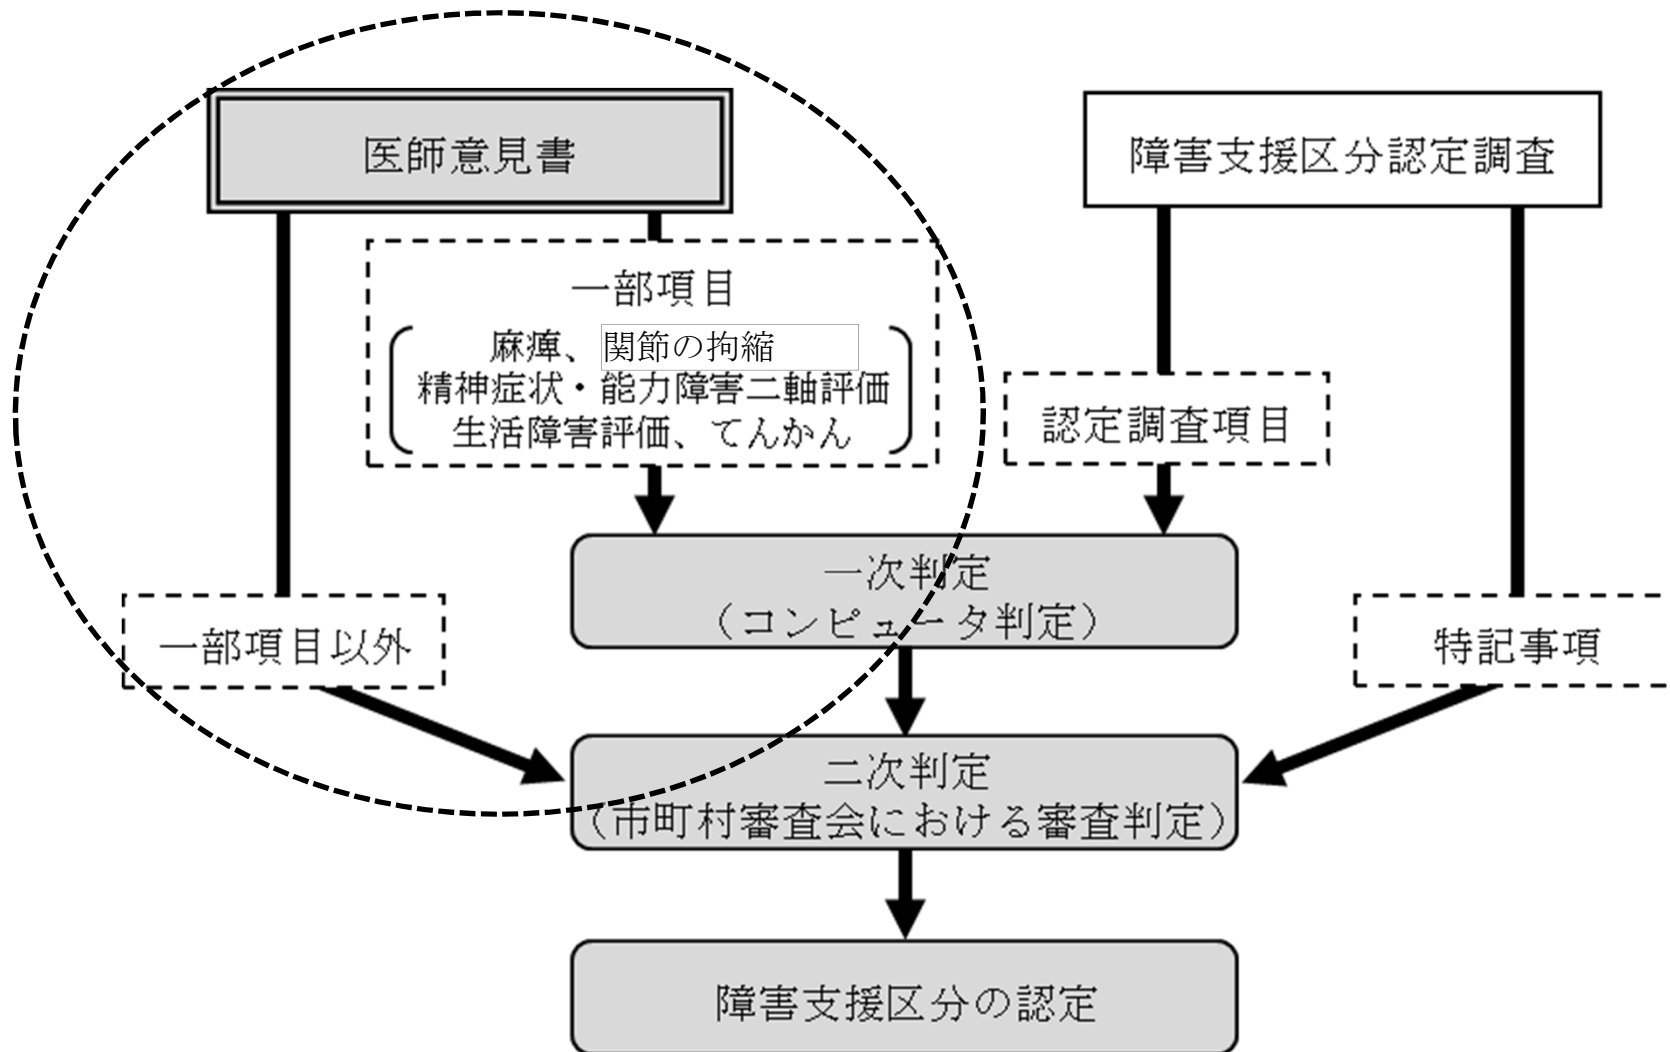 医師意見書
障害支援区分認定調査
一部項目
麻痺、関節の拘縮
精神症状・能力障害二軸評価
生活障害評価、てんかん
認定調査項目
一次判定
（コンピュータ判定）
一部項目以外
特記事項
二次判定
（市町村審査会における審査判定）
障害支援区分の認定